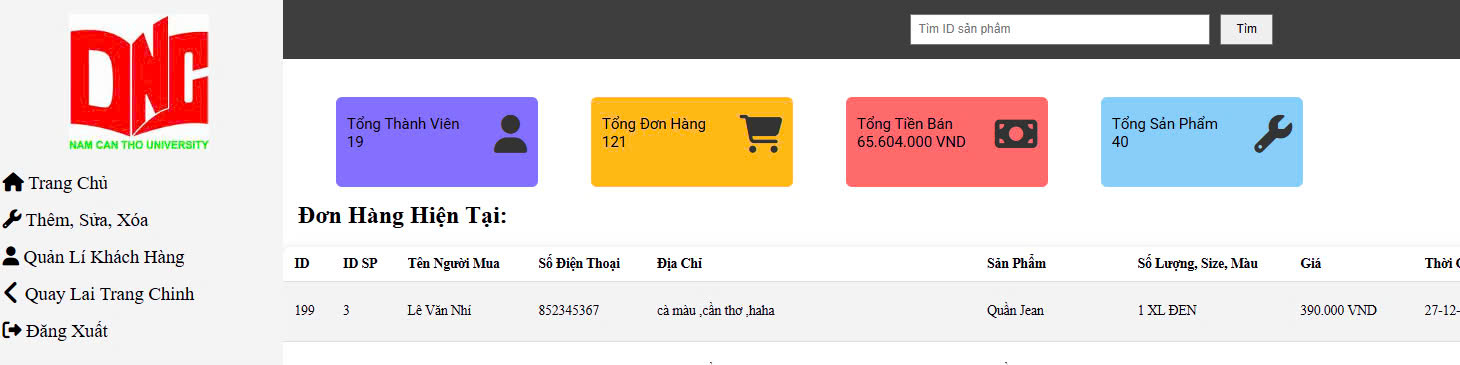 DNC
NAM CAN THO UNIVERSITY
Trang Chủ
Thêm, Sửa, Xóa
Quản Lí Khách Hàng
Quay Lai Trang Chinh
Đăng Xuất
Tìm ID sản phâm Tìm
Tổng Thành Viên
19
Tổng Đơn Hàng
121
Tổng Tiền Bán
65.604.000 VND
Tổng Sản Phẩm
40
Đơn Hàng Hiện Tại:
ID ID SP Tên Người Mua Số Điện Thoại Địa Chỉ Sản Phẩm Số Lượng, Size, Màu Giá Thời
199 3 Lê Văn Nhí 852345367 cà màu ,cần thơ ,haha Quần Jean 1 XL ĐEN 390.000 VND 27-12-